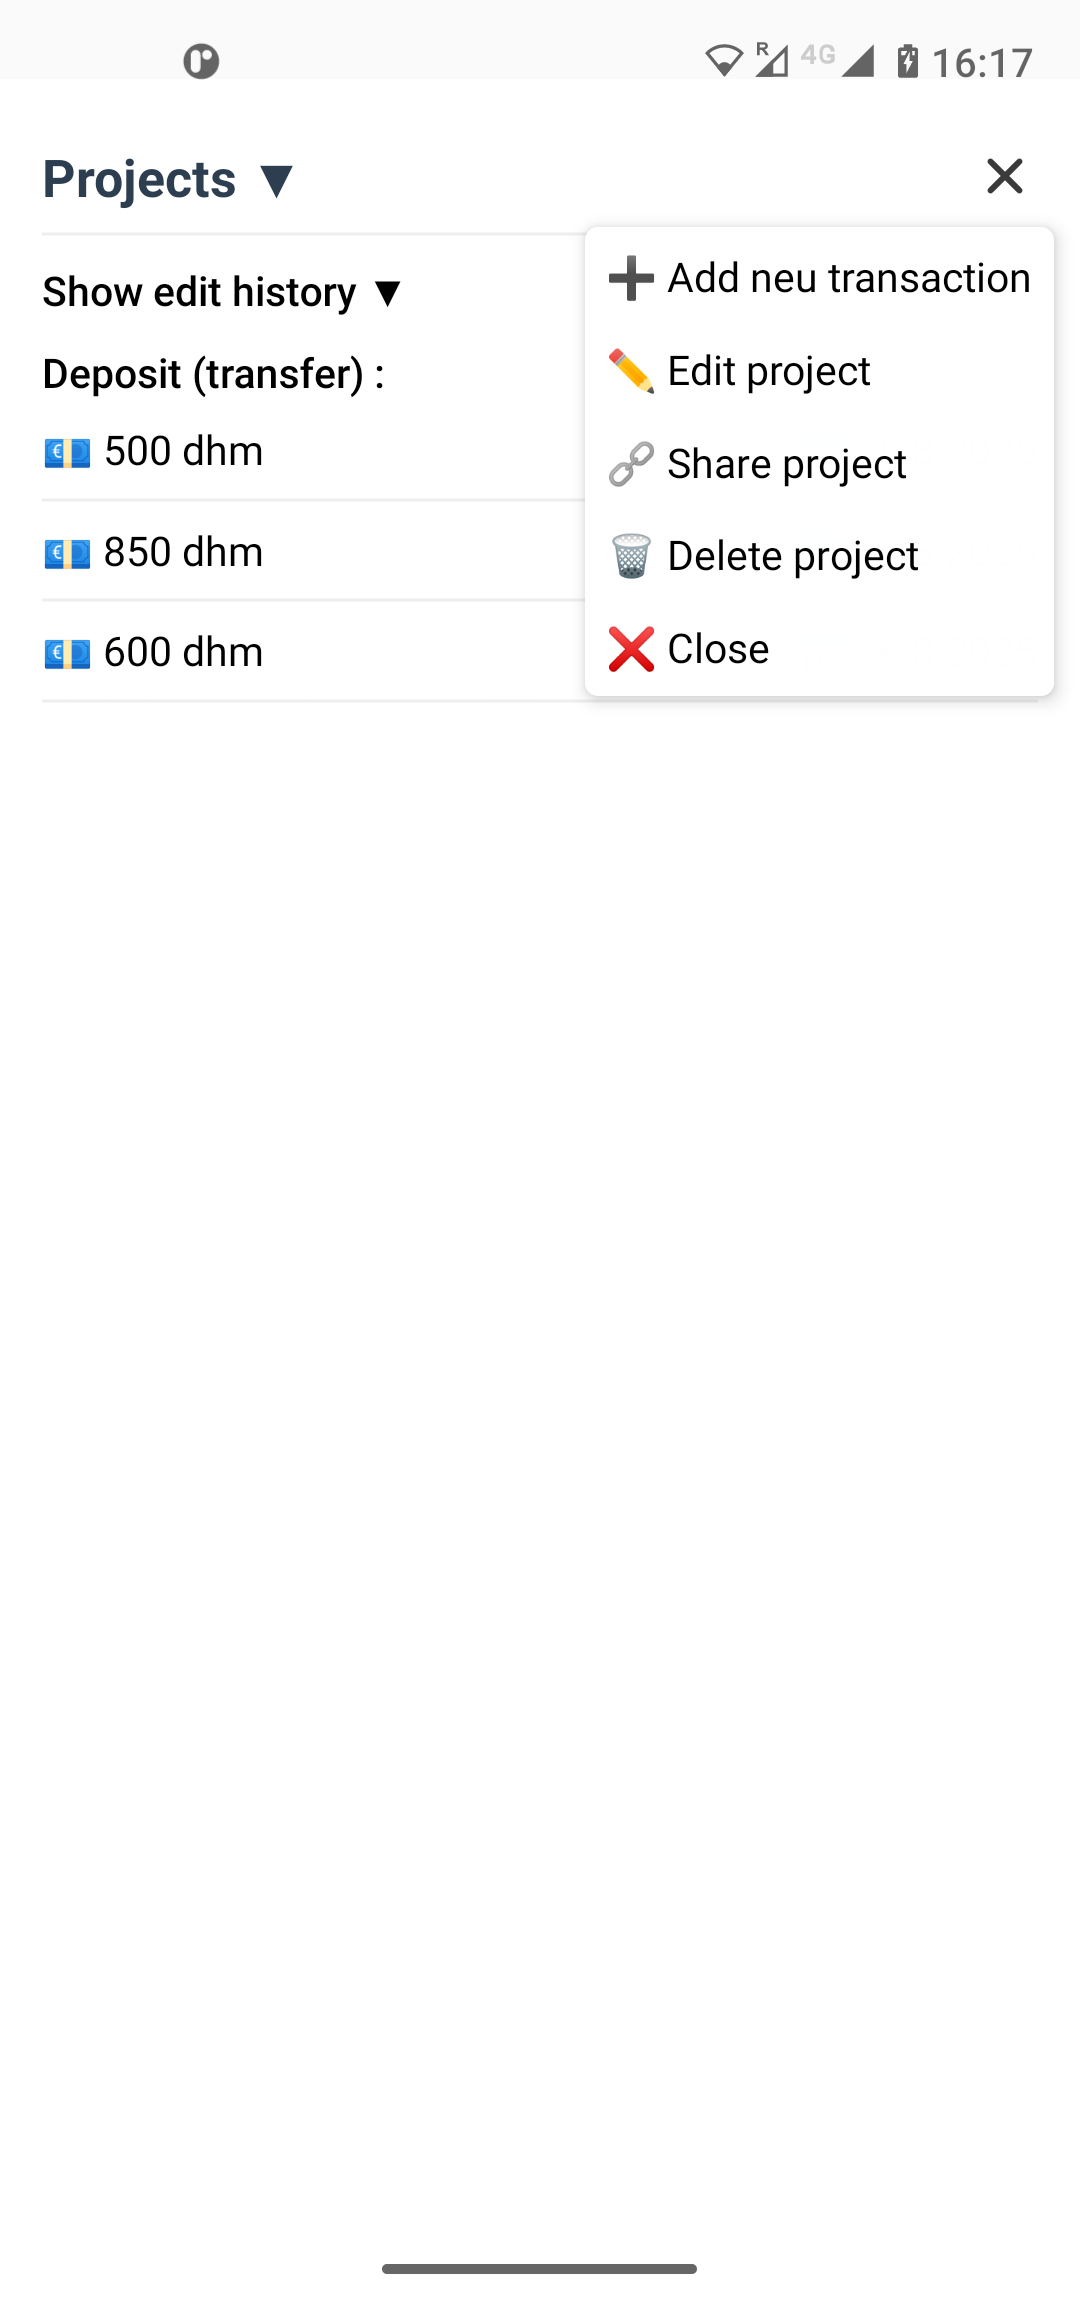 R 4G 16:17
Projects ▼
Show edit history ▼
Deposit (transfer) :
500 dhm
850 dhm
600 dhm
Add neu transaction
Edit project
Share project
Delete project
Close